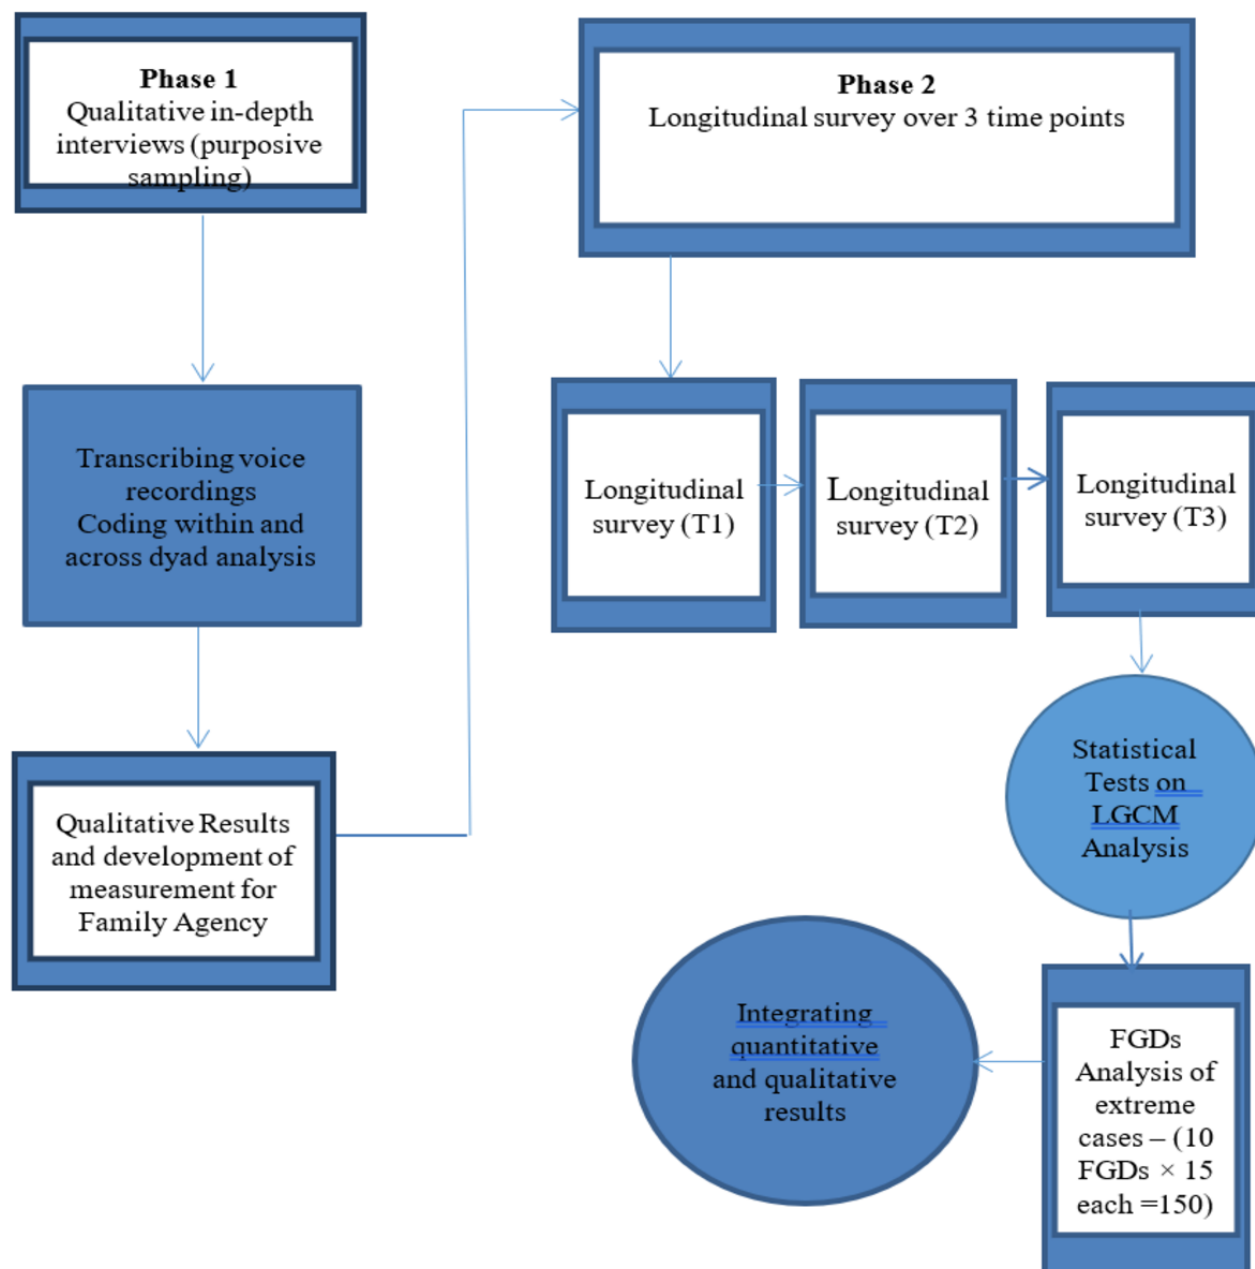 Phase 1
Qualitative in-depth
interviews (purposive
sampling)
Transcribing voice
recordings
Coding within and
across dyad analysis
Qualitative Results
and development of
measurement for
Family Agency
Phase 2
Longitudinal survey over 3 time points
Longitudinal
survey (T1)
Longitudinal
survey (T2)
Longitudinal
survey (T3)
Statistical
Tests on
LGCM
Analysis
FGDs
Analysis of
extreme
cases – (10
FGDs × 15
each =150)
Integrating
quantitative
and qualitative
results